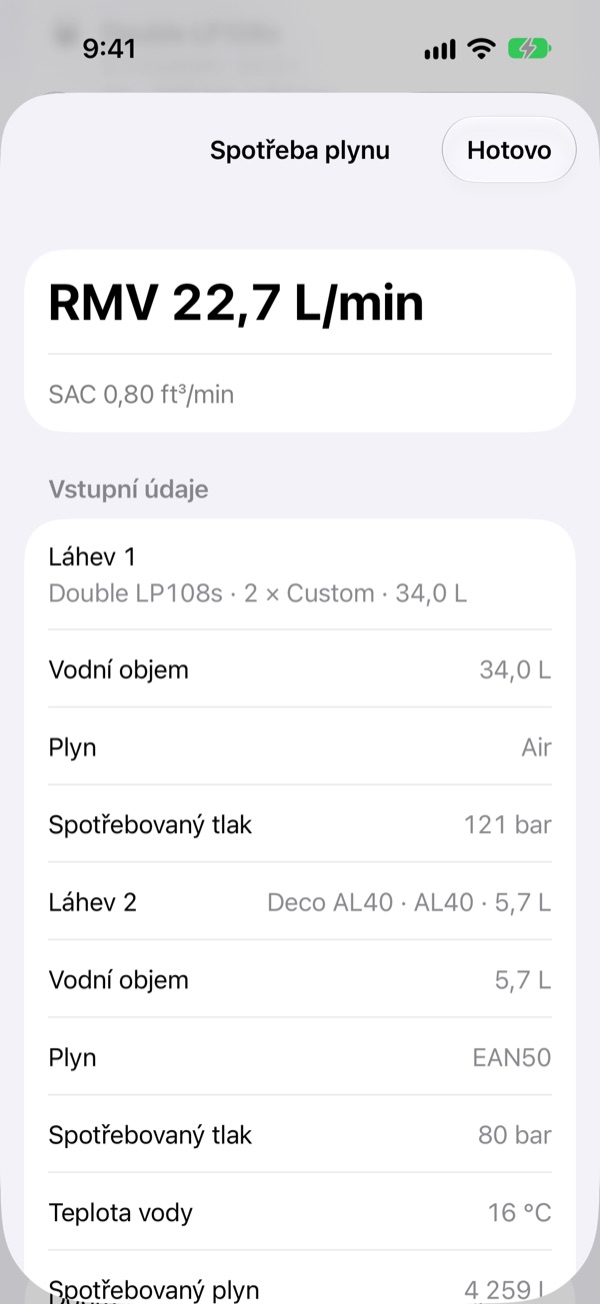 9:41
Spotřeba plynu
Hotovo
RMV 22,7 L/min
SAC 0,80 ft³/min
Vstupní údaje
Láhev 1
Double LP108s · 2 × Custom · 34,0 L
Vodní objem 34,0 L
Plyn Air
Spotřebovaný tlak 121 bar
Láhev 2 Deco AL40 · AL40 · 5,7 L
Vodní objem 5,7 L
Plyn EAN50
Spotřebovaný tlak 80 bar
Teplota vody 16 °C
Spotřebovaný plyn 4 259 L